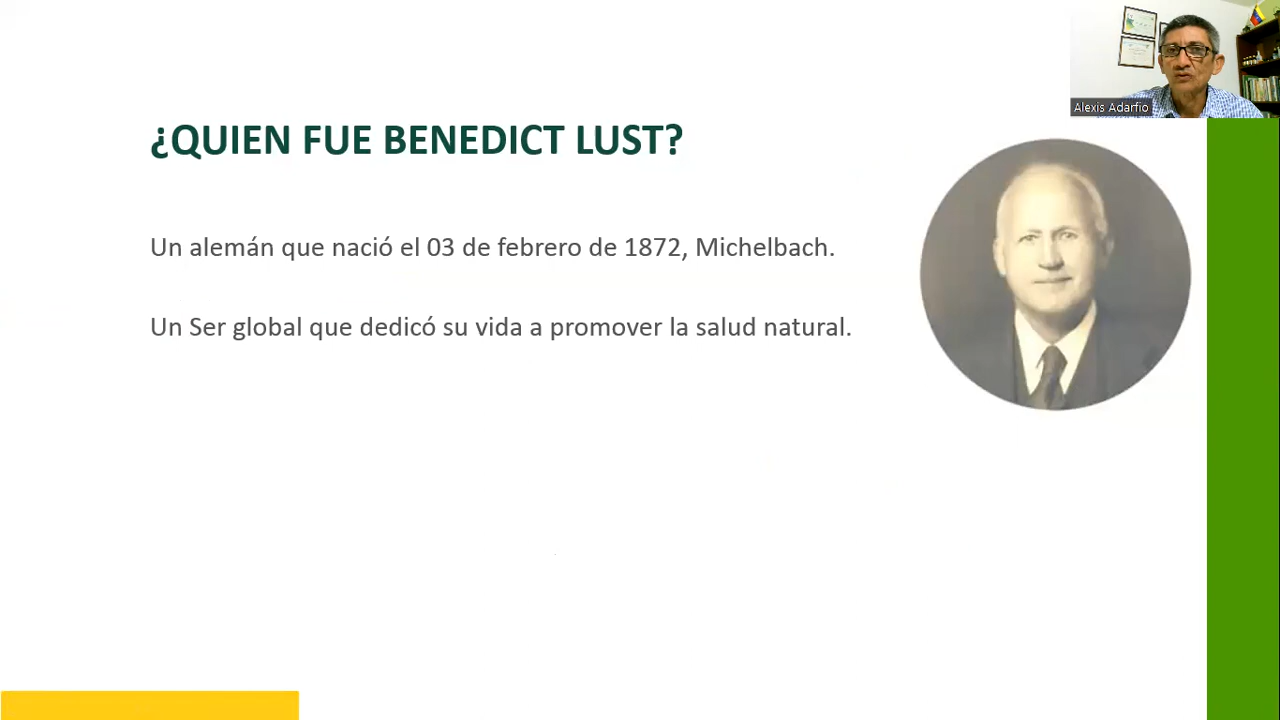 Alexis Adarfio
¿QUIEN FUE BENEDICT LUST?
Un alemán que nació el 03 de febrero de 1872, Michelbach.
Un Ser global que dedicó su vida a promover la salud natural.